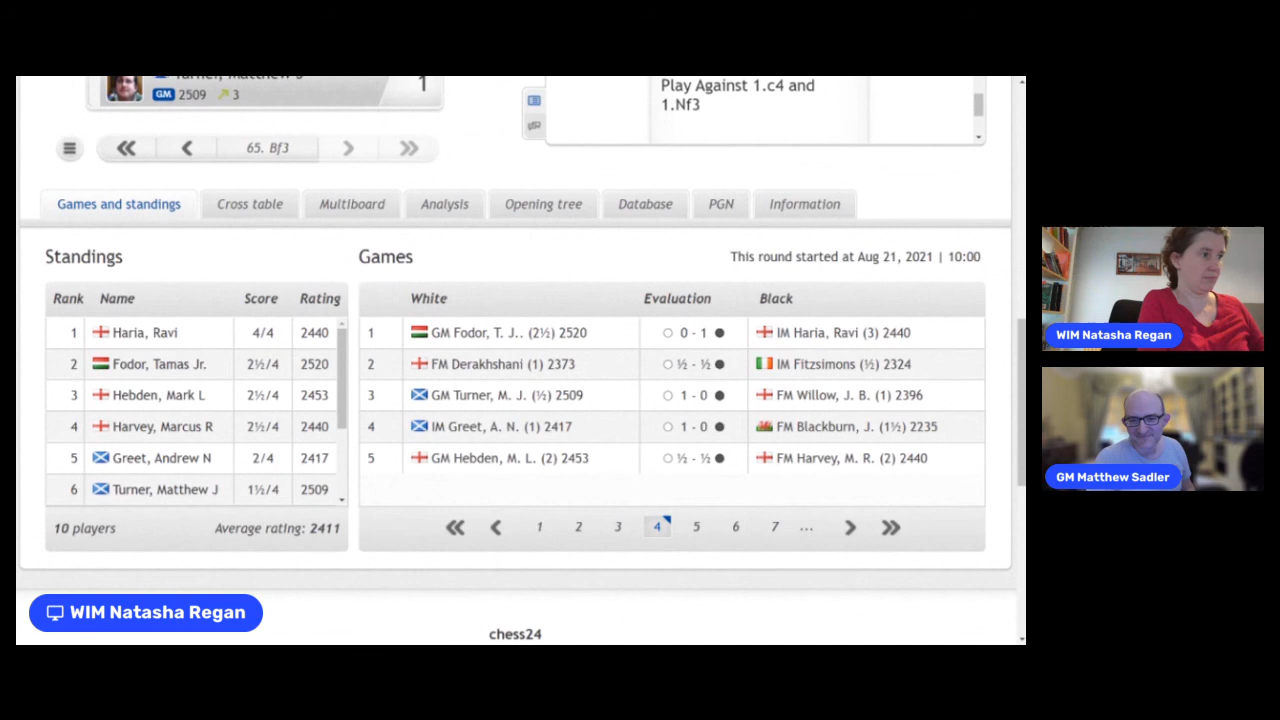 Turner, Matthew J
GM 2509 3
1
Play Against 1.c4 and
1.Nf3
65. Bf3
Games and standings
Cross table
Multiboard
Analysis
Opening tree
Database
PGN
Information
Standings
Games
This round started at Aug 21, 2021 | 10:00
Rank Name Score Rating
White Evaluation Black
1 Haria, Ravi 4/4 2440
2 Fodor, Tamas Jr. 2½/4 2520
3 Hebden, Mark L 2½/4 2453
4 Harvey, Marcus R 2½/4 2440
5 Greet, Andrew N 2/4 2417
6 Turner, Matthew J 1½/4 2509
10 players Average rating: 2411
1 GM Fodor, T. J.. (2½) 2520 0 - 1 IM Haria, Ravi (3) 2440
2 FM Derakhshani (1) 2373 ½ - ½ IM Fitzsimons (½) 2324
3 GM Turner, M. J. (½) 2509 1 - 0 FM Willow, J. B. (1) 2396
4 IM Greet, A. N. (1) 2417 1 - 0 FM Blackburn, J. (1½) 2235
5 GM Hebden, M. L. (2) 2453 ½ - ½ FM Harvey, M. R. (2) 2440
1 2 3 4 5 6 7 ...
WIM Natasha Regan
chess24
WIM Natasha Regan
GM Matthew Sadler